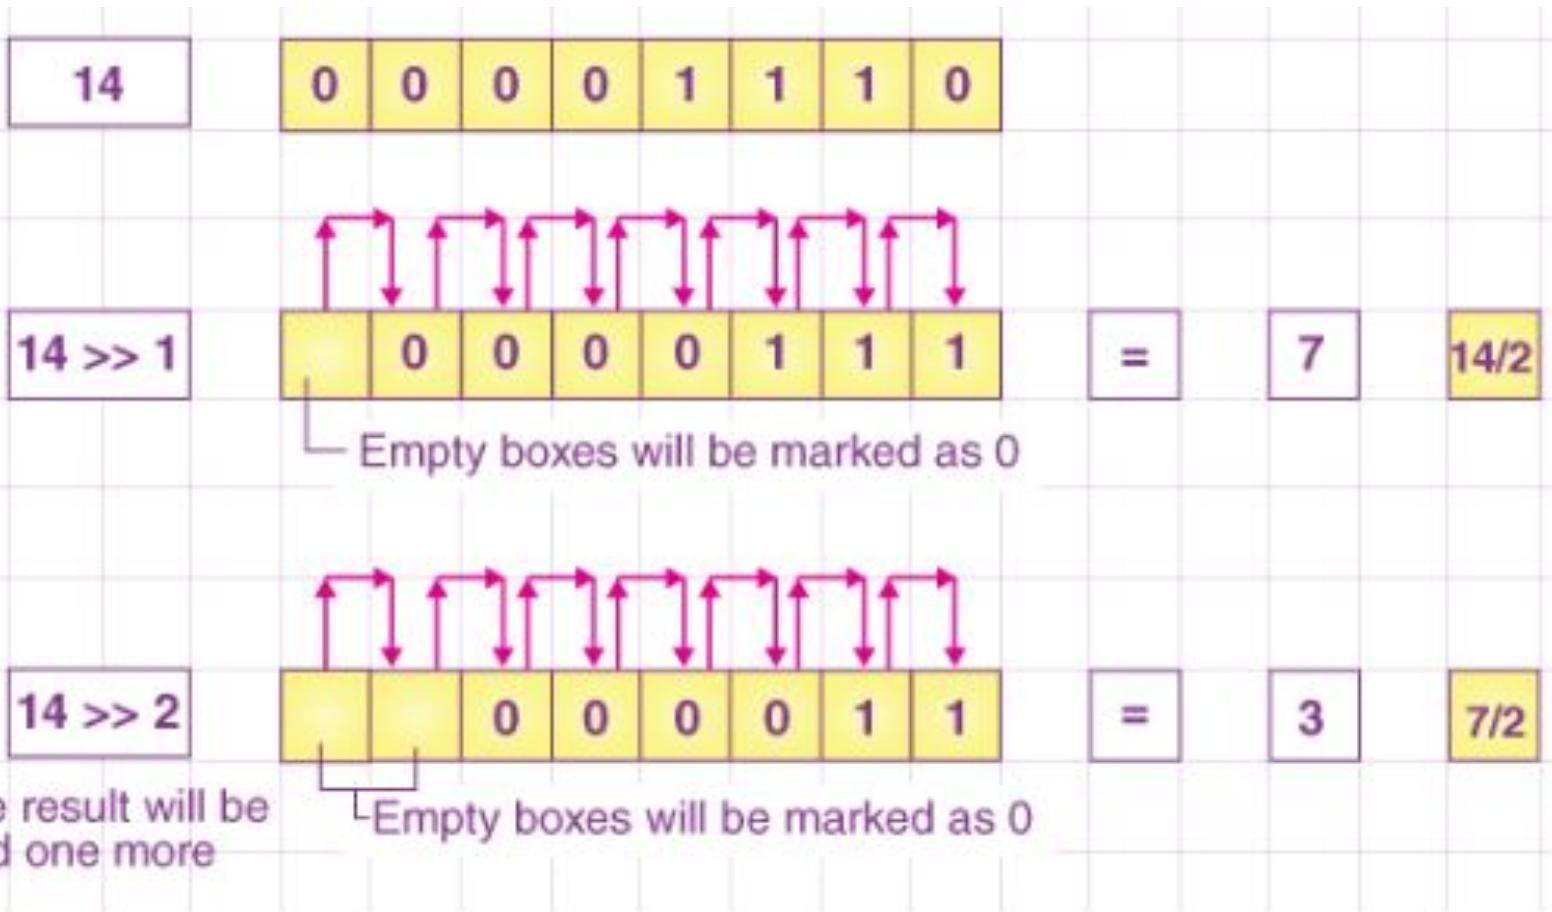 14 0 0 0 0 1 1 1 0
14 >> 1 0 0 0 0 1 1 1 = 7 14/2
Empty boxes will be marked as 0
14 >> 2 0 0 0 0 1 1 = 3 7/2
Empty boxes will be marked as 0
result will be
one more